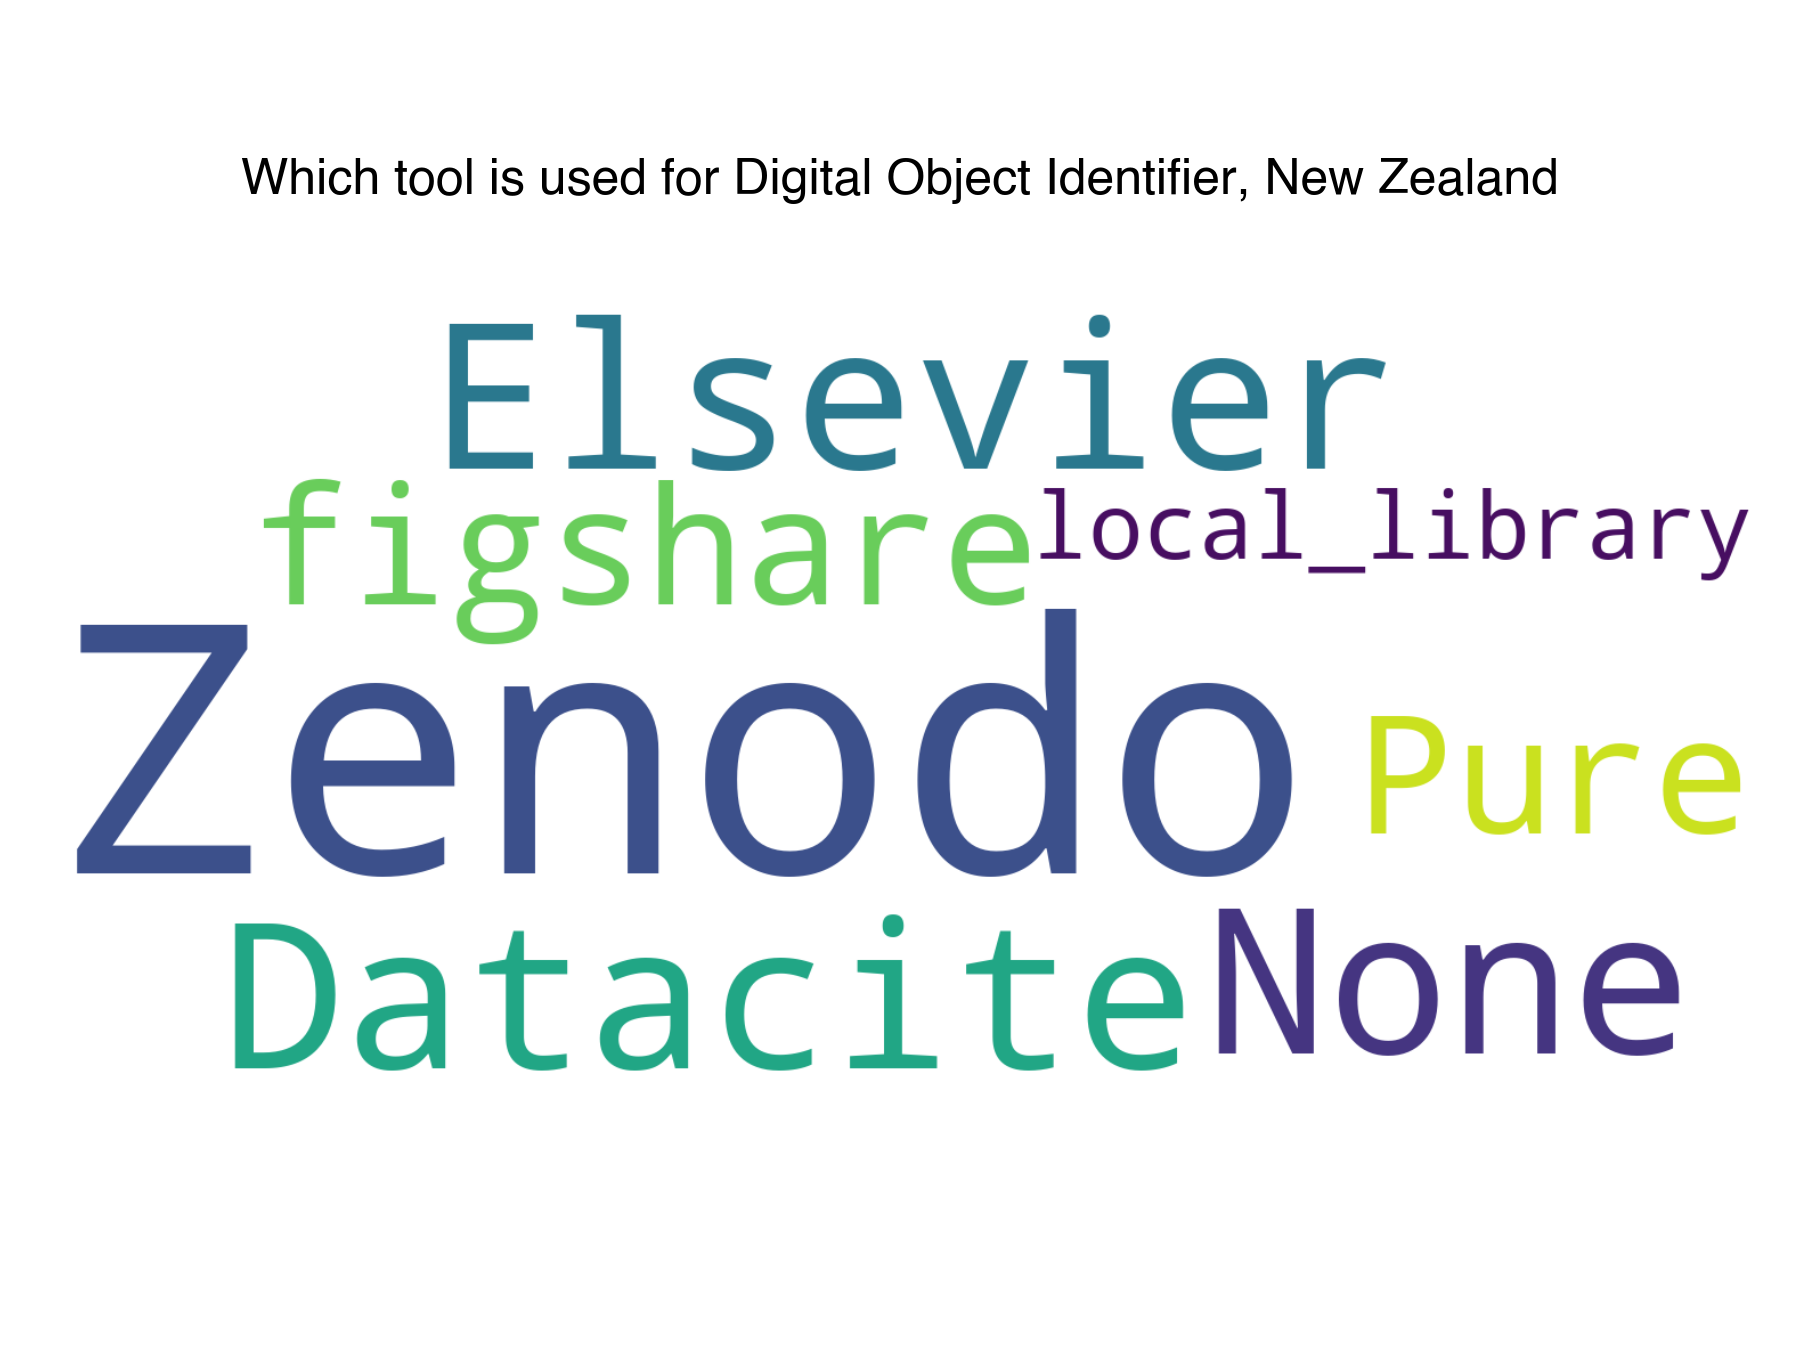 Which tool is used for Digital Object Identifier, New Zealand
Elsevier
figshare
local_library
Zenodo
Pure
Datacite
None